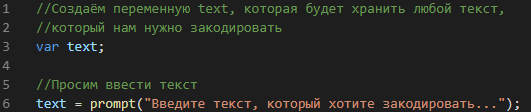 1 //Создаём переменную text, которая будет хранить любой текст,
2 //который нам нужно закодировать
3 var text;
4
5 //Просим ввести текст
6 text = prompt("Введите текст, который хотите закодировать...");